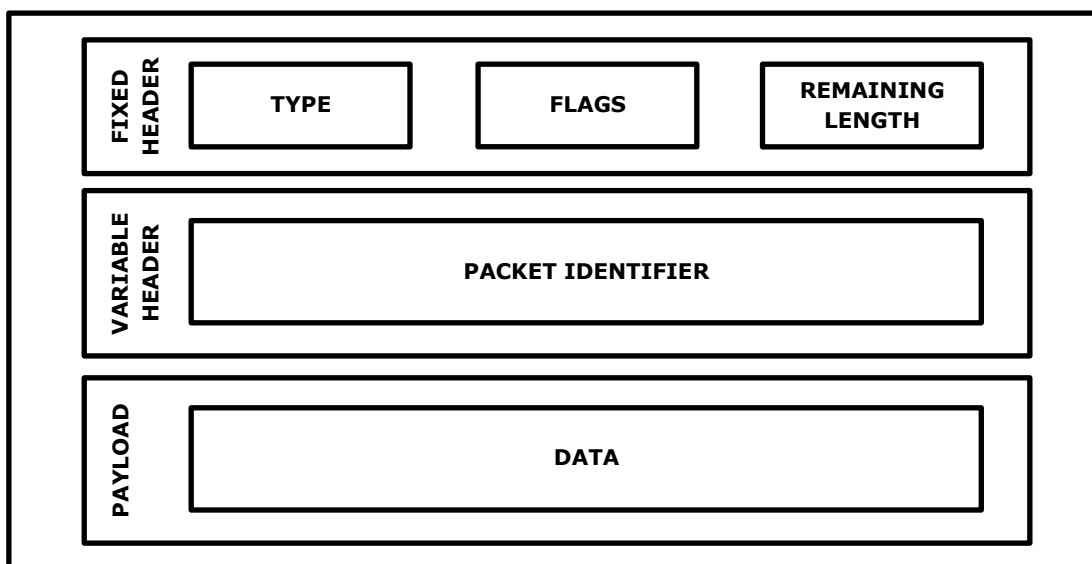 FIXED
HEADER
TYPE
FLAGS
REMAINING
LENGTH
VARIABLE
HEADER
PACKET IDENTIFIER
PAYLOAD
DATA